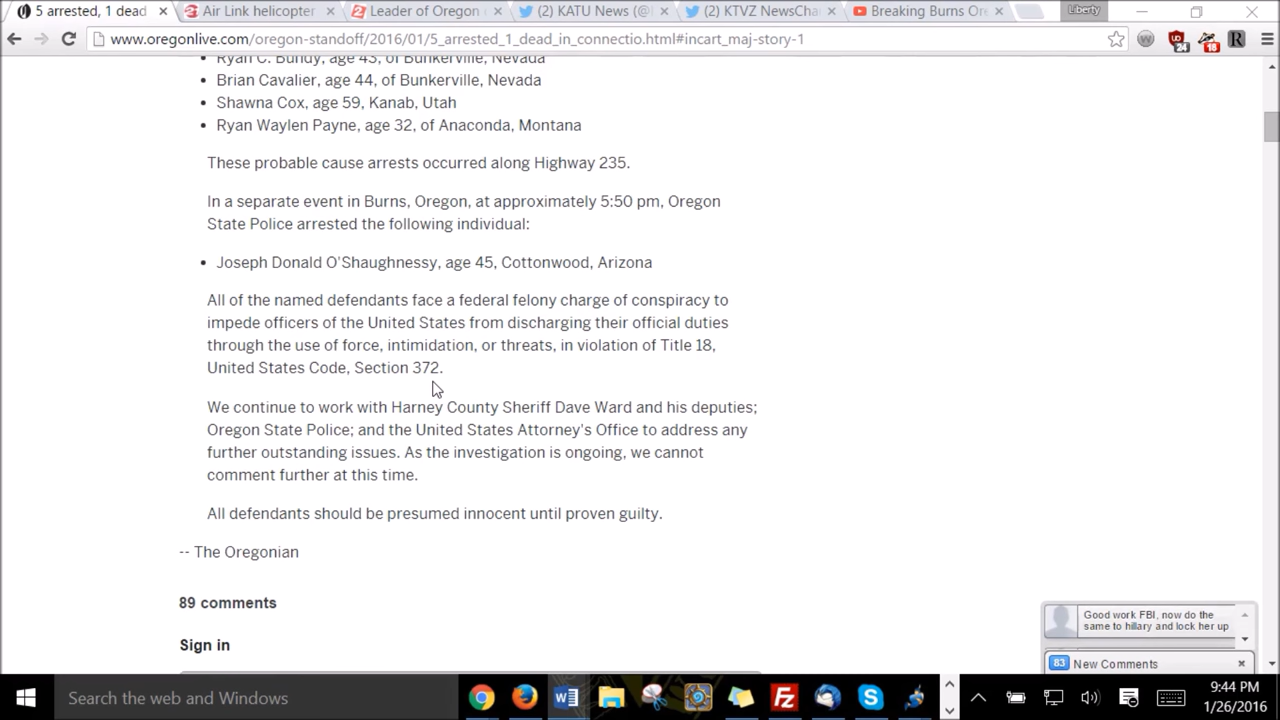 5 arrested, 1 dead
Air Link helicopter
Leader of Oregon
(2) KATU News (@
(2) KTVZ NewsCha
Breaking Burns Ore
Liberty
www.oregonlive.com/oregon-standoff/2016/01/5_arrested_1_dead_in_connectio.html#incart_maj-story-1
24
18
R
Ryan C. Bundy, age 43, of Bunkerville, Nevada
Brian Cavalier, age 44, of Bunkerville, Nevada
Shawna Cox, age 59, Kanab, Utah
Ryan Waylen Payne, age 32, of Anaconda, Montana
These probable cause arrests occurred along Highway 235.
In a separate event in Burns, Oregon, at approximately 5:50 pm, Oregon
State Police arrested the following individual:
Joseph Donald O'Shaughnessy, age 45, Cottonwood, Arizona
All of the named defendants face a federal felony charge of conspiracy to
impede officers of the United States from discharging their official duties
through the use of force, intimidation, or threats, in violation of Title 18,
United States Code, Section 372.
We continue to work with Harney County Sheriff Dave Ward and his deputies;
Oregon State Police; and the United States Attorney's Office to address any
further outstanding issues. As the investigation is ongoing, we cannot
comment further at this time.
All defendants should be presumed innocent until proven guilty.
-- The Oregonian
89 comments
Sign in
Good work FBI, now do the
same to hillary and lock her up
83 New Comments
Search the web and Windows
9:44 PM
1/26/2016